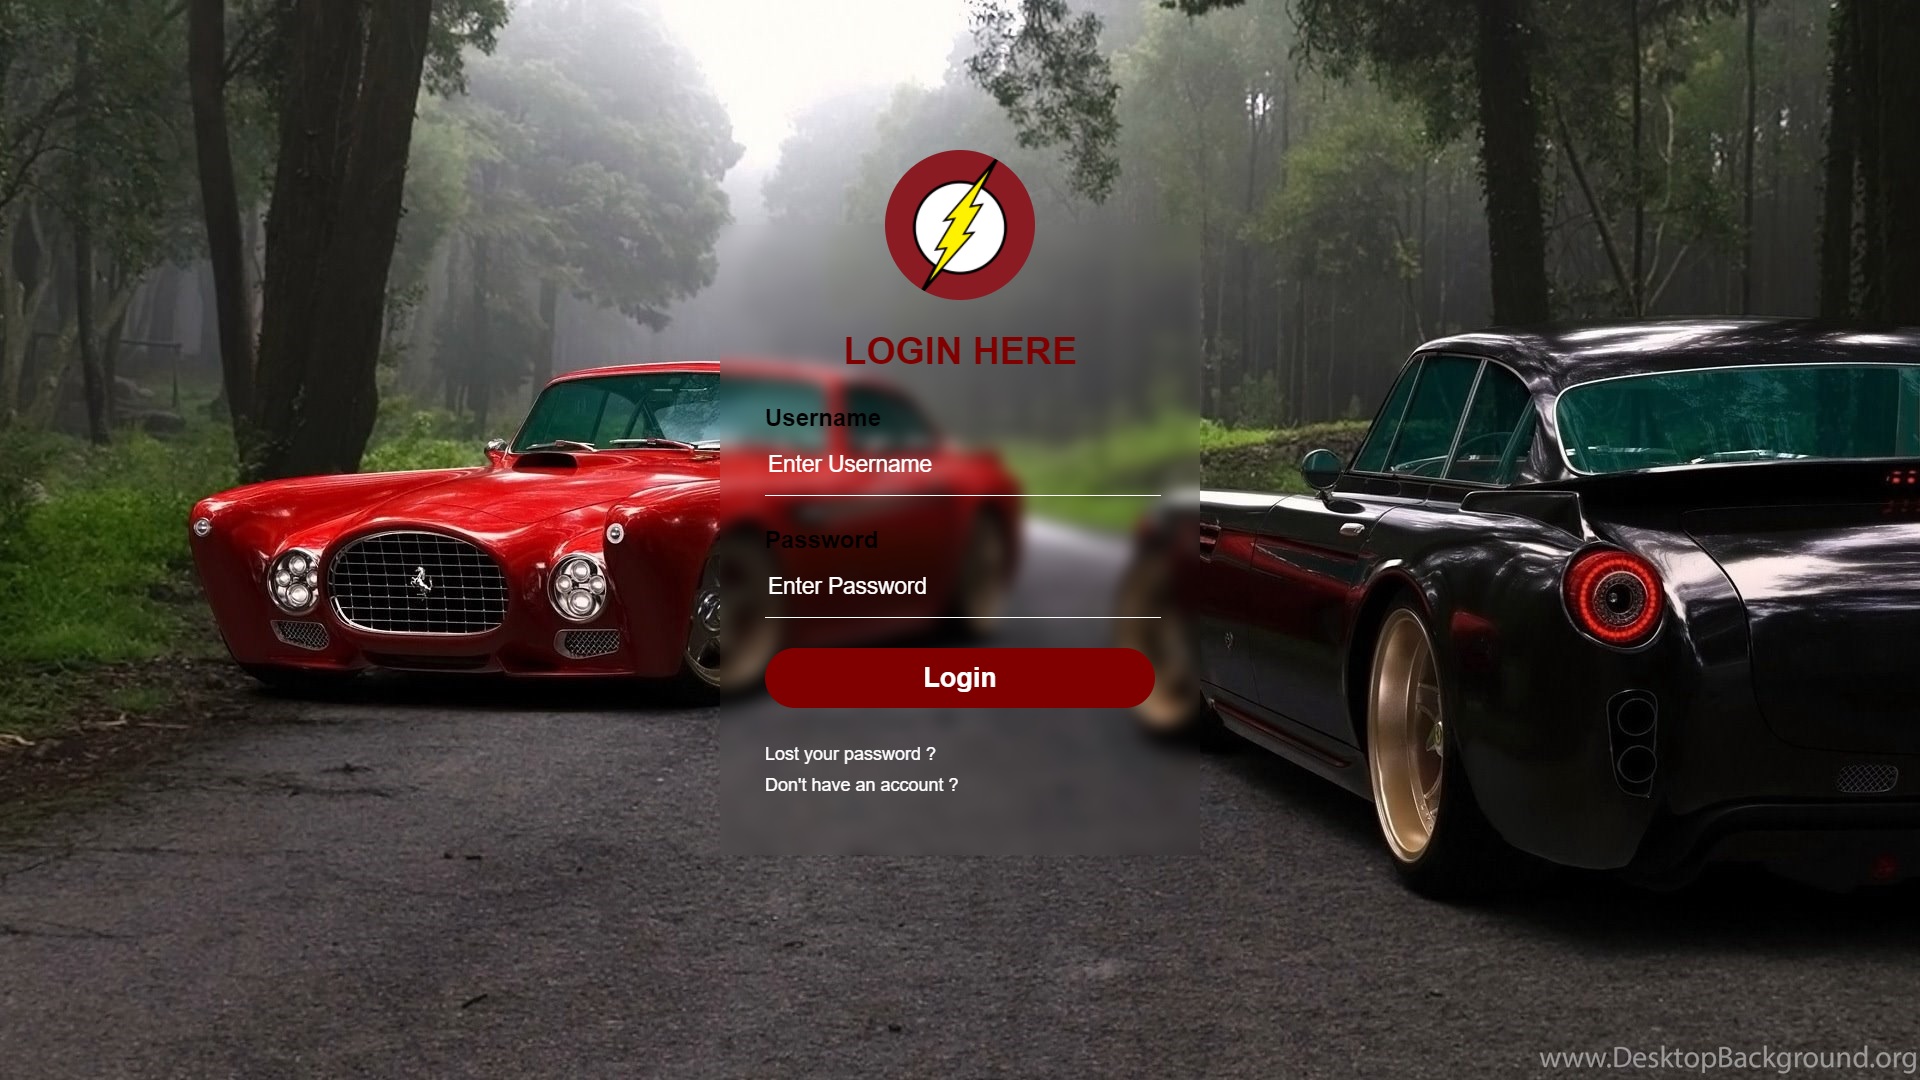 LOGIN HERE
Username
Enter Username
Password
Enter Password
Login
Lost your password ?
Don't have an account ?
www.DesktopBackground.org